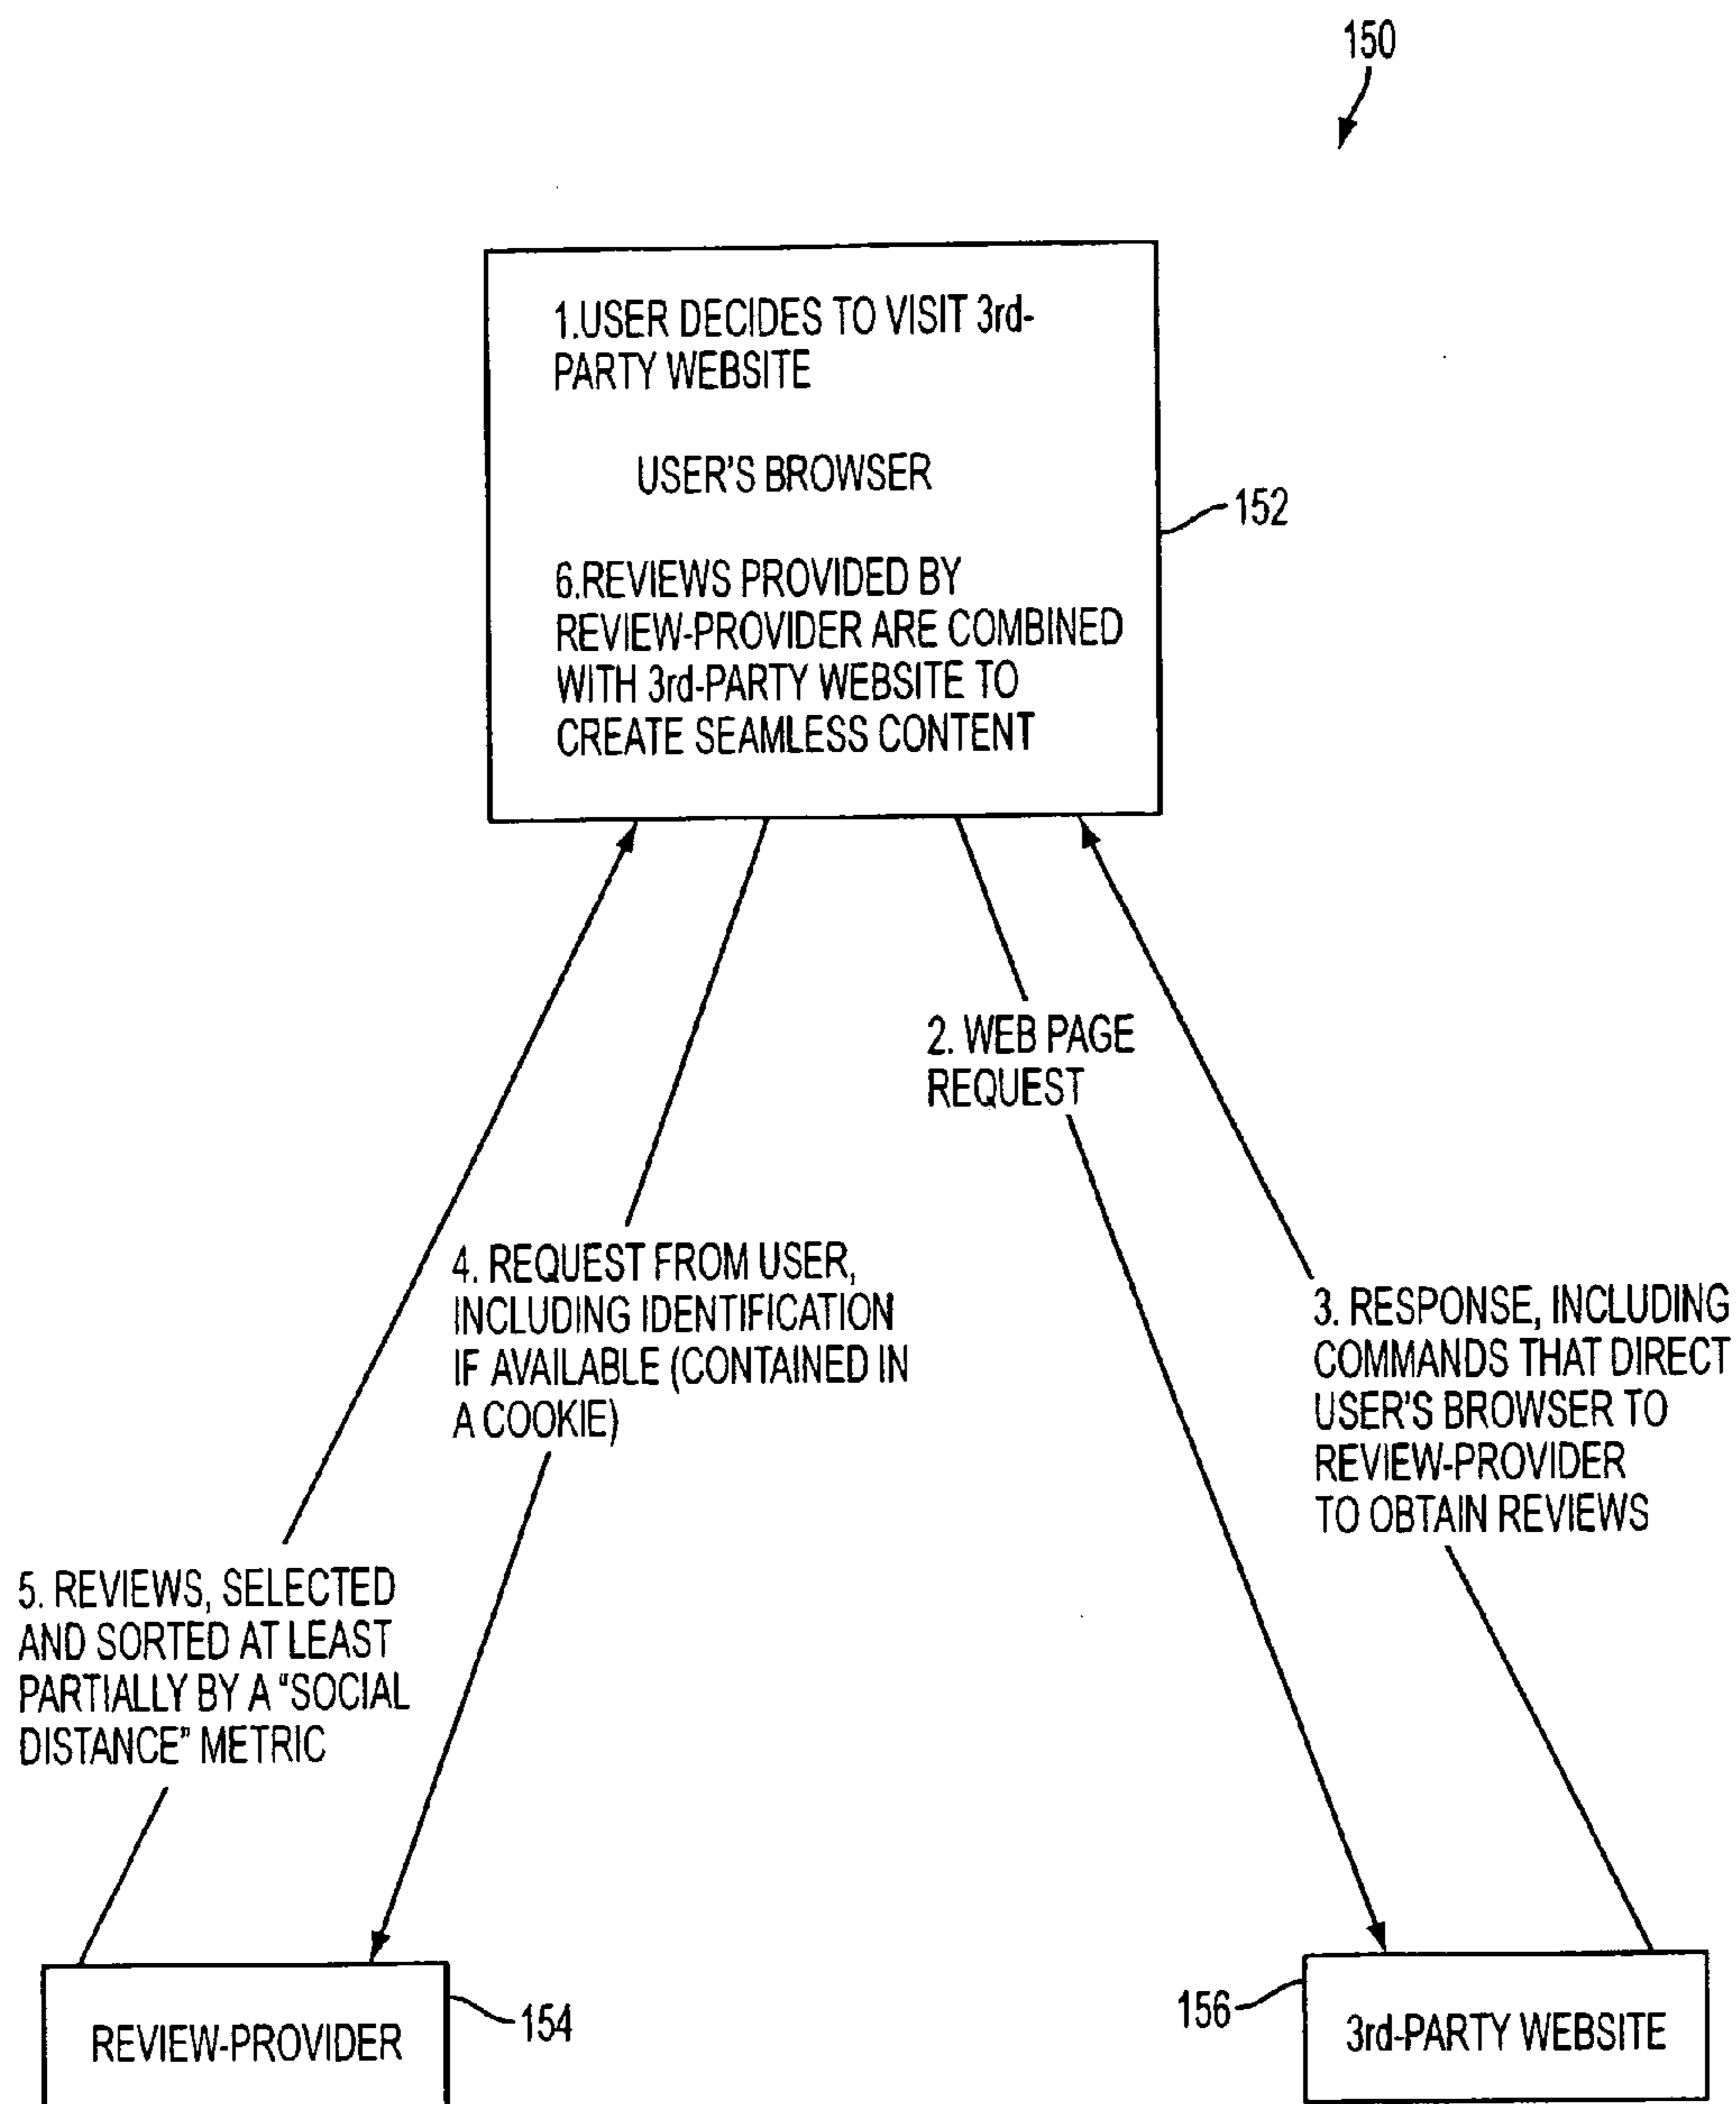 150
1.USER DECIDES TO VISIT 3rd-
PARTY WEBSITE
USER'S BROWSER
152
6.REVIEWS PROVIDED BY
REVIEW-PROVIDER ARE COMBINED
WITH 3rd-PARTY WEBSITE TO
CREATE SEAMLESS CONTENT
2. WEB PAGE
REQUEST
4. REQUEST FROM USER,
INCLUDING IDENTIFICATION
IF AVAILABLE (CONTAINED IN
A COOKIE)
3. RESPONSE, INCLUDING
COMMANDS THAT DIRECT
USER'S BROWSER TO
REVIEW-PROVIDER
TO OBTAIN REVIEWS
5. REVIEWS, SELECTED
AND SORTED AT LEAST
PARTIALLY BY A "SOCIAL
DISTANCE" METRIC
REVIEW-PROVIDER
154
156
3rd-PARTY WEBSITE